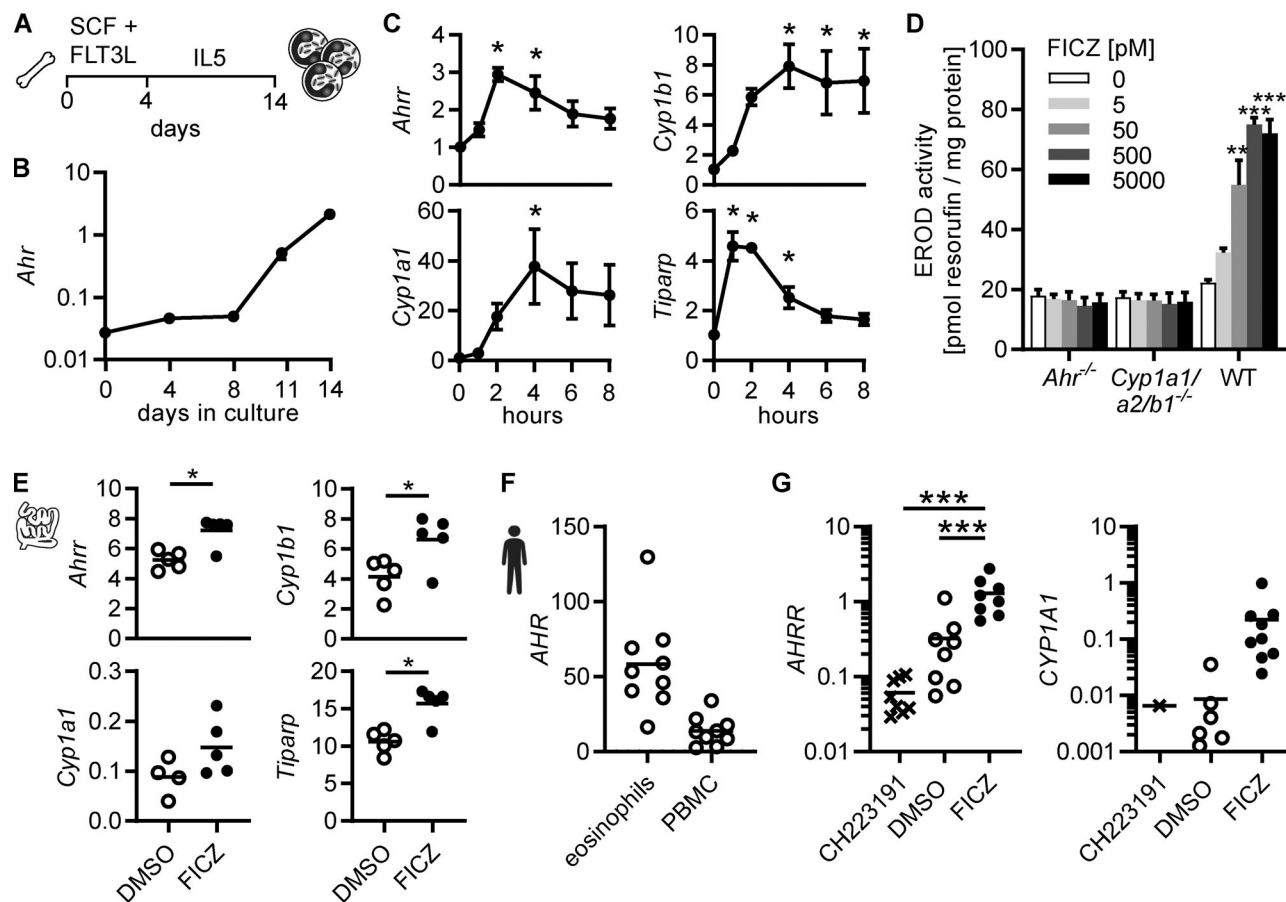 A
SCF +
FLT3L
IL5
0
4
14
days
B
Ahr
10
1
0.1
0.01
0
4
8
11
14
days in culture
C
Ahrr
4
3
2
1
0
*
*
Cyp1b1
10
8
6
4
2
0
*
*
*
Cyp1a1
60
40
20
0
*
0
2
4
6
8
hours
Tiparp
6
4
2
0
*
*
*
0
2
4
6
8
hours
D
FICZ [pM]
0
5
50
500
5000
EROD activity
[pmol resorufin / mg protein]
100
80
60
40
20
0
**
***
***
Ahr-/-
Cyp1a1/
a2/b1-/-
WT
E
Ahrr
10
8
6
4
2
0
*
Cyp1b1
10
8
6
4
2
0
*
Cyp1a1
0.3
0.2
0.1
0.0
DMSO
FICZ
Tiparp
20
15
10
5
0
*
DMSO
FICZ
F
AHR
150
100
50
0
eosinophils
PBMC
G
AHRR
10
1
0.1
0.01
***
***
CH223191
DMSO
FICZ
CYP1A1
10
1
0.1
0.01
0.001
CH223191
DMSO
FICZ